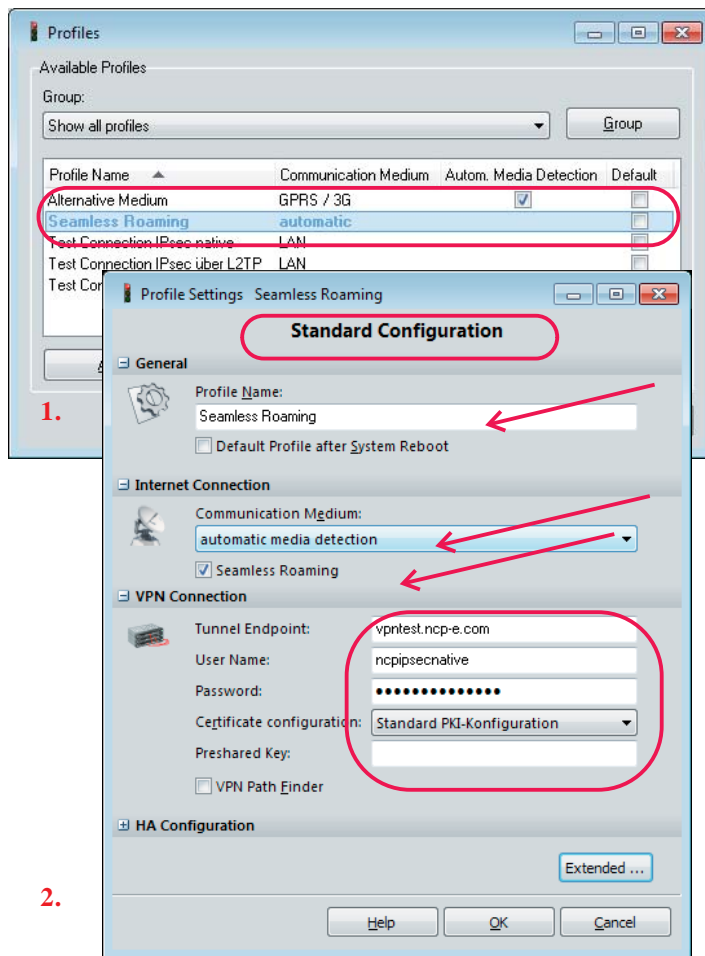 Profiles
Available Profiles
Group:
Show all profiles
Group
Profile Name Communication Medium Autom. Media Detection Default
Alternative Medium GPRS / 3G
Seamless Roaming automatic
Test Connection IPsec native LAN
Test Connection IPsec über L2TP LAN
Profile Settings Seamless Roaming
Standard Configuration
General
Profile Name:
Seamless Roaming
Default Profile after System Reboot
1.
Internet Connection
Communication Medium:
automatic media detection
Seamless Roaming
VPN Connection
Tunnel Endpoint: vpntest.ncp-e.com
User Name: ncpipsecnative
Password: ••••••••••••••
Certificate configuration: Standard PKI-Konfiguration
Preshared Key:
VPN Path Finder
HA Configuration
Extended ...
2.
Help OK Cancel